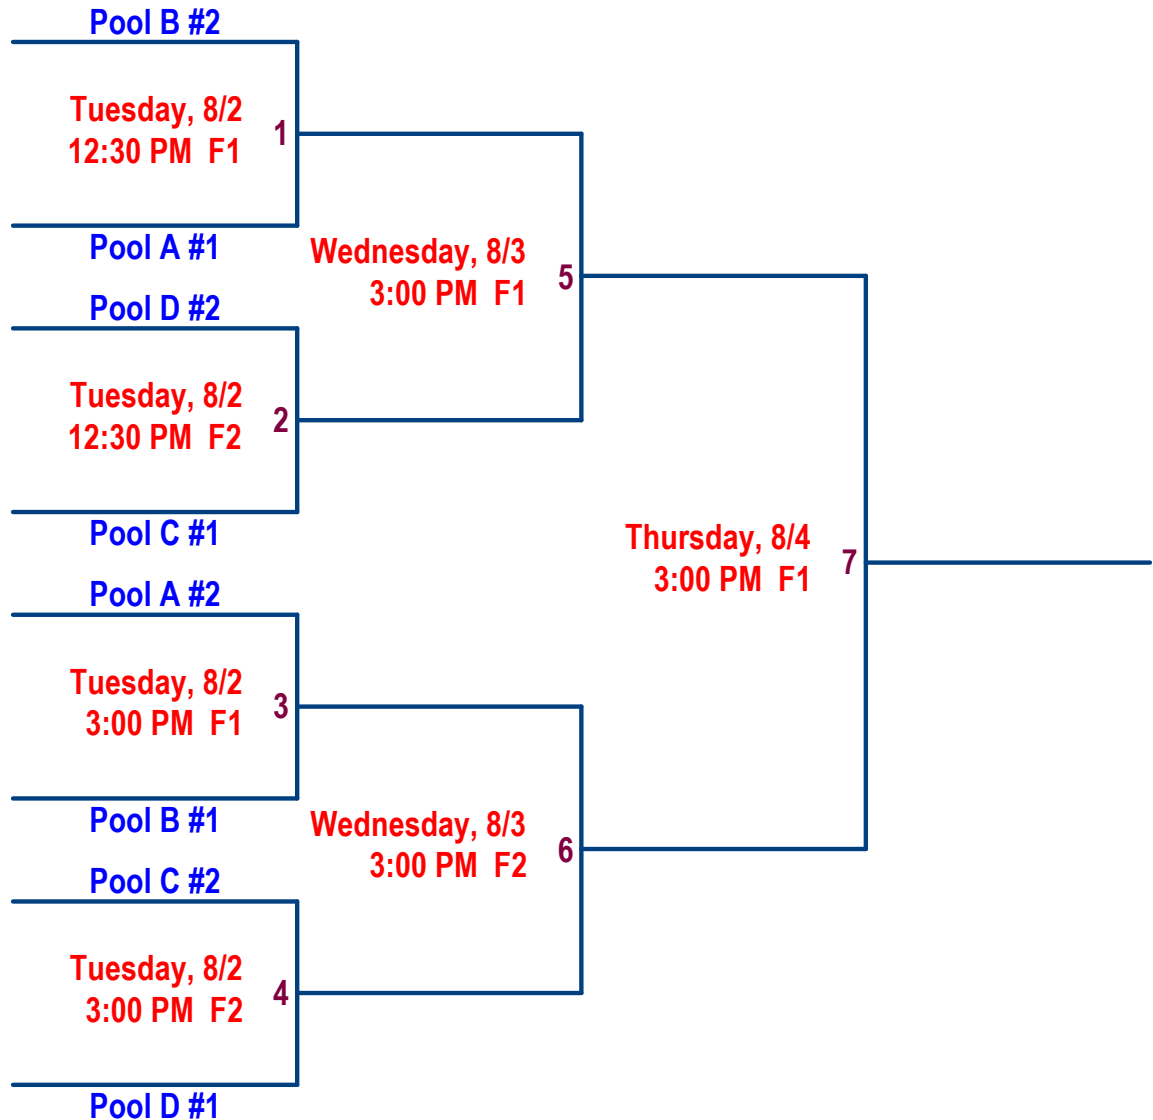 Pool B #2
Tuesday, 8/2
12:30 PM F1
1
Pool A #1
Wednesday, 8/3
3:00 PM F1
5
Pool D #2
Tuesday, 8/2
12:30 PM F2
2
Pool C #1
Thursday, 8/4
3:00 PM F1
7
Pool A #2
Tuesday, 8/2
3:00 PM F1
3
Pool B #1
Wednesday, 8/3
3:00 PM F2
6
Pool C #2
Tuesday, 8/2
3:00 PM F2
4
Pool D #1